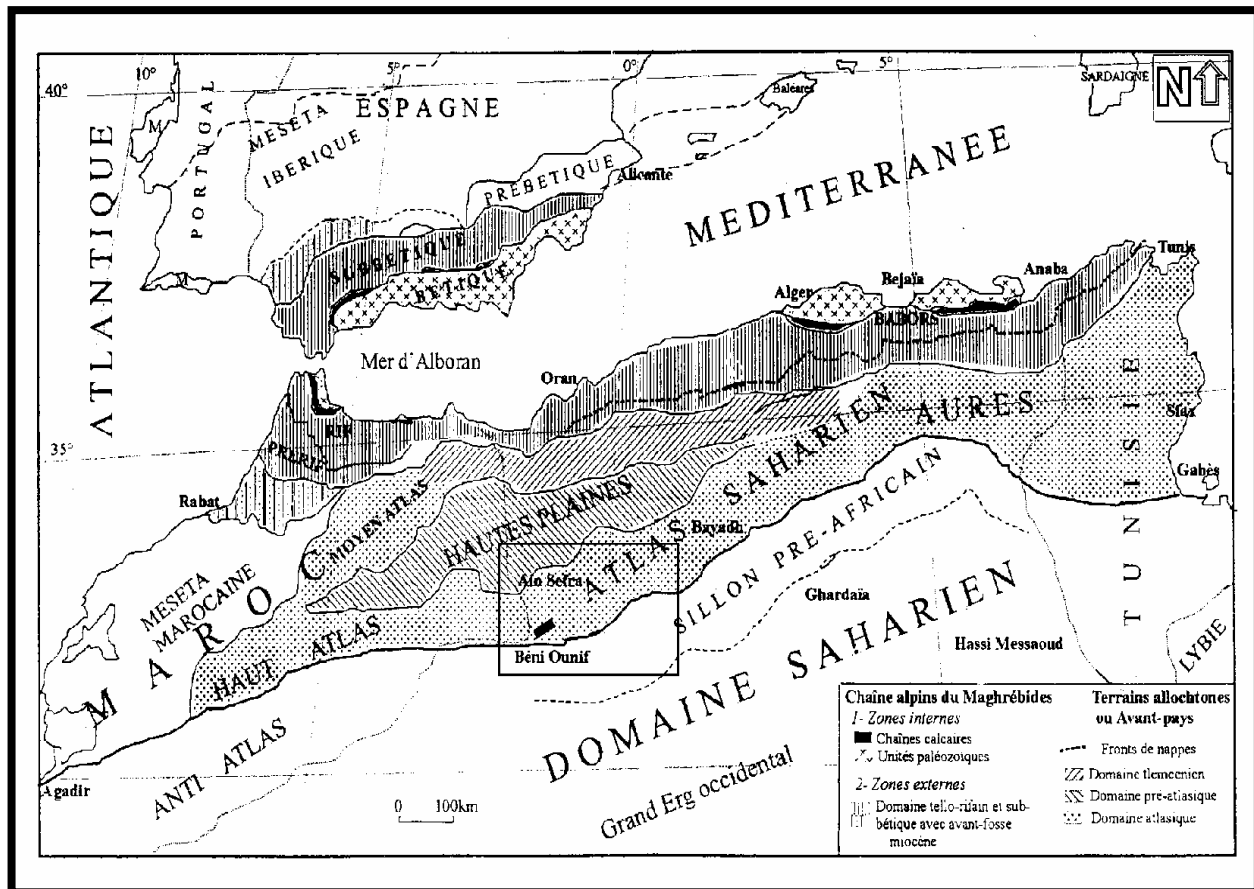 10°
5°
0°
5°
40°
SARDAIGNE
N
ATLANTIQUE
PORTUGAL
M
M
MESETA
IBERIQUE
ESPAGNE
Baléares
PREBETIQUE
Alicante
SUBBETIQUE
BETIQUE
MEDITERRANEE
Mer d'Alboran
Alger
Bejaïa
Anaba
Tunis
BABORS
Oran
35°
RIF
PRERIF
Rabat
MOYEN ATLAS
HAUTES PLAINES
ATLAS SAHARIEN
AURES
Sfax
Gabès
TUNISIE
Bayadh
SILLON PRE-AFRICAIN
Ain Sefra
Ghardaïa
MESETA
MAROCAINE
MAROC
HAUT ATLAS
Béni Ounif
DOMAINE SAHARIEN
Hassi Messaoud
LYBIE
ANTI ATLAS
Agadir
0 100km
Grand Erg occidental
Chaîne alpins du Maghrébides
1- Zones internes
Chaînes calcaires
Unités paléozoïques
2- Zones externes
Domaine tello-rifain et sub-
bétique avec avant-fosse
miocène
Terrains allochtones
ou Avant-pays
Fronts de nappes
Domaine tlemcenien
Domaine pré-atlasique
Domaine atlasique